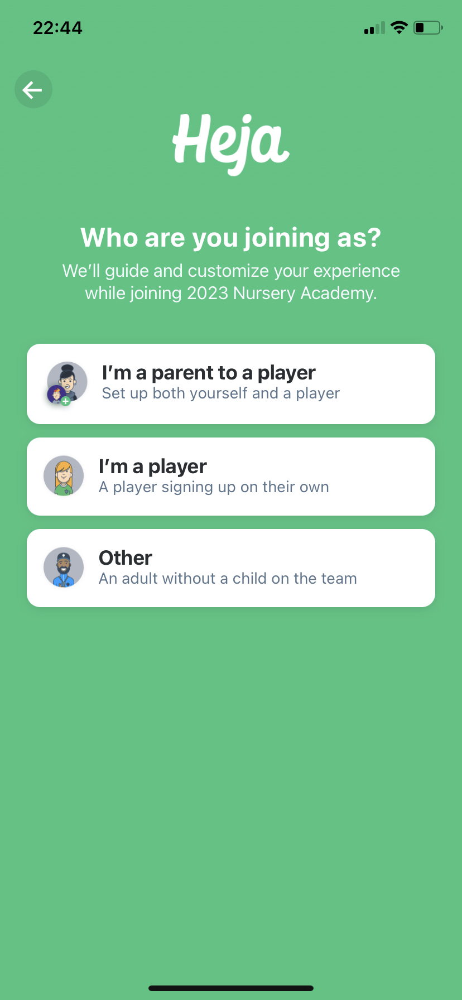 22:44
Heja
Who are you joining as?
We’ll guide and customize your experience
while joining 2023 Nursery Academy.
I’m a parent to a player
Set up both yourself and a player
I’m a player
A player signing up on their own
Other
An adult without a child on the team